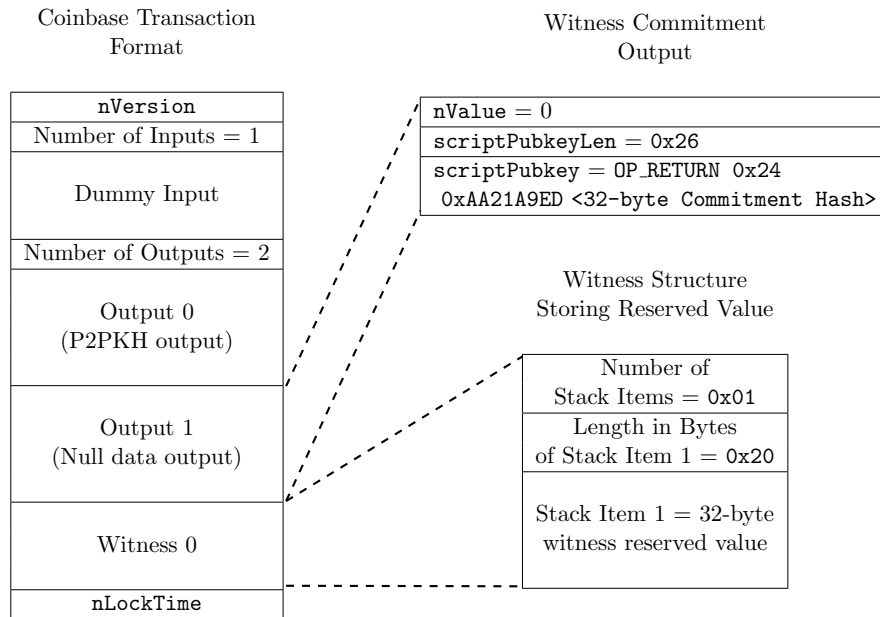 Coinbase Transaction
Format
nVersion
Number of Inputs = 1
Dummy Input
Number of Outputs = 2
Output 0
(P2PKH output)
Output 1
(Null data output)
Witness 0
nLockTime
Witness Commitment
Output
nValue = 0
scriptPubkeyLen = 0x26
scriptPubkey = OP_RETURN 0x24
0xAA21A9ED <32-byte Commitment Hash>
Witness Structure
Storing Reserved Value
Number of
Stack Items = 0x01
Length in Bytes
of Stack Item 1 = 0x20
Stack Item 1 = 32-byte
witness reserved value